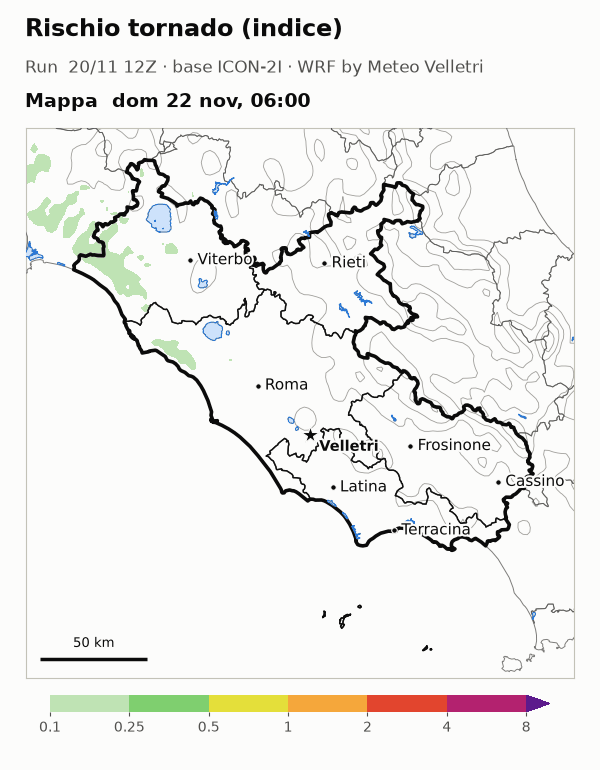 Rischio tornado (indice)
Run  20/11 12Z · base ICON-2I · WRF by Meteo Velletri
Mappa  dom 22 nov, 06:00
Viterbo
Rieti
Roma
Velletri
Frosinone
Latina
Cassino
Terracina
50 km
0.1 0.25 0.5 1 2 4 8